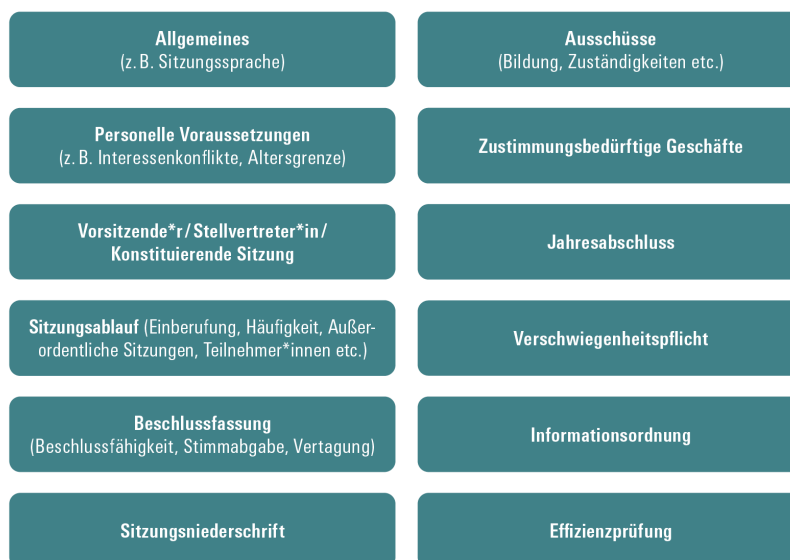 Allgemeines
(z. B. Sitzungssprache)
Personelle Voraussetzungen
(z. B. Interessenkonflikte, Altersgrenze)
Vorsitzende*r / Stellvertreter*in /
Konstituierende Sitzung
Sitzungsablauf (Einberufung, Häufigkeit, Außer-
ordentliche Sitzungen, Teilnehmer*innen etc.)
Beschlussfassung
(Beschlussfähigkeit, Stimmabgabe, Vertagung)
Sitzungsniederschrift
Ausschüsse
(Bildung, Zuständigkeiten etc.)
Zustimmungsbedürftige Geschäfte
Jahresabschluss
Verschwiegenheitspflicht
Informationsordnung
Effizienzprüfung